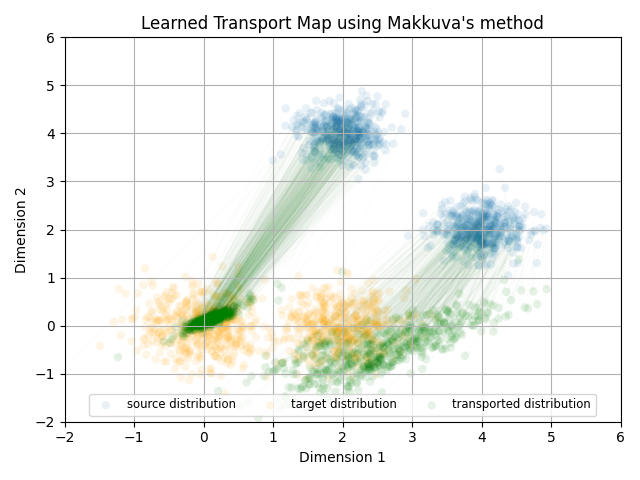 Learned Transport Map using Makkuva's method
6
5
4
3
2
1
0
−1
−2
Dimension 2
source distribution target distribution transported distribution
−2 −1 0 1 2 3 4 5 6
Dimension 1